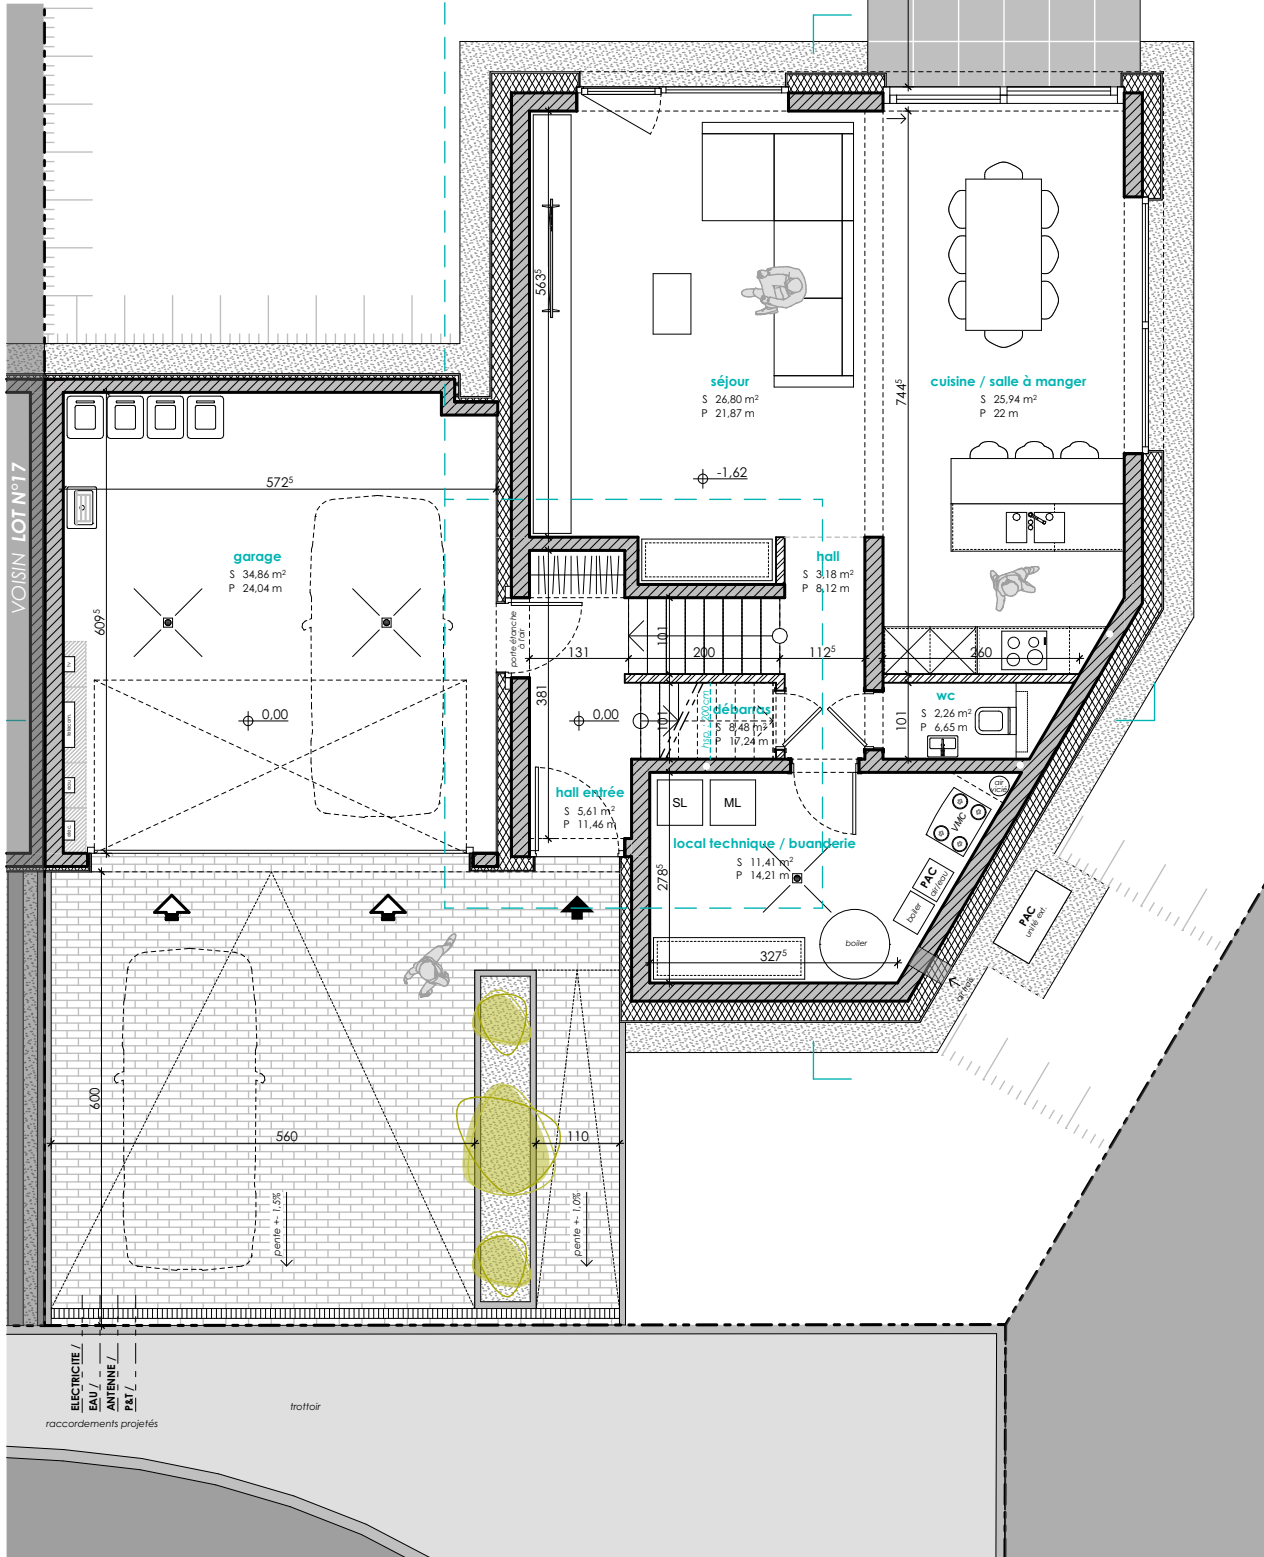 séjour
S 26,80 m²
P 21,87 m
cuisine / salle à manger
S 25,94 m²
P 22 m
563⁵
744⁵
-1,62
VOISIN LOT N°17
572⁵
garage
S 34,86 m²
P 24,04 m
609⁵
0,00
hall
S 3,18 m²
P 8,12 m
porte étanche
à l'air
131
101
200
112⁵
260
381
0,00
101
débarras
S 8,48 m²
P 17,24 m
wc
S 2,26 m²
P 6,65 m
101
hall entrée
S 5,61 m²
P 11,46 m
SL
ML
local technique / buanderie
S 11,41 m²
P 14,21 m
278⁵
327⁵
air
vicié
VMC
PAC
air/eau
boiler
boiler
PAC
unité ext.
600
560
110
pente +- 1,5%
pente +- 1,0%
ELECTRICITE /
EAU /
ANTENNE /
P&T /
raccordements projetés
trottoir